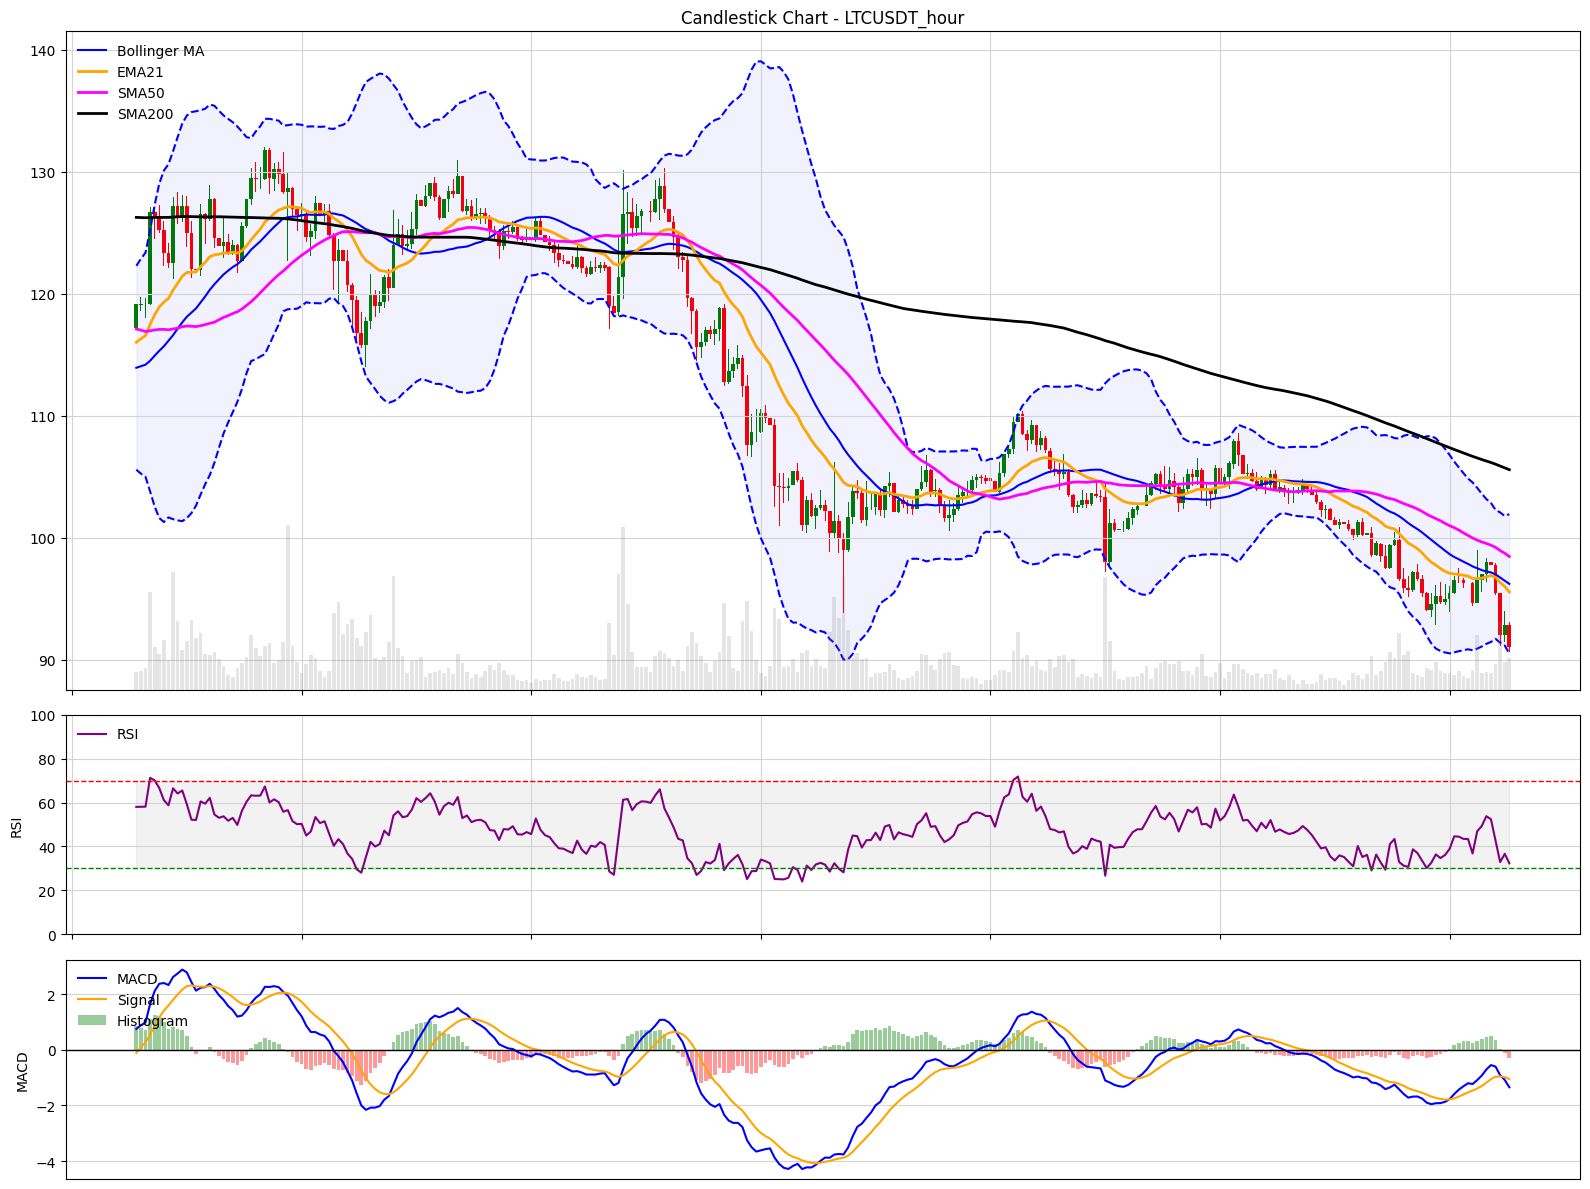 Candlestick Chart - LTCUSDT_hour
140
130
120
110
100
90
Bollinger MA
EMA21
SMA50
SMA200
100
80
60
40
20
0
RSI
RSI
2
0
−2
−4
MACD
MACD
Signal
Histogram